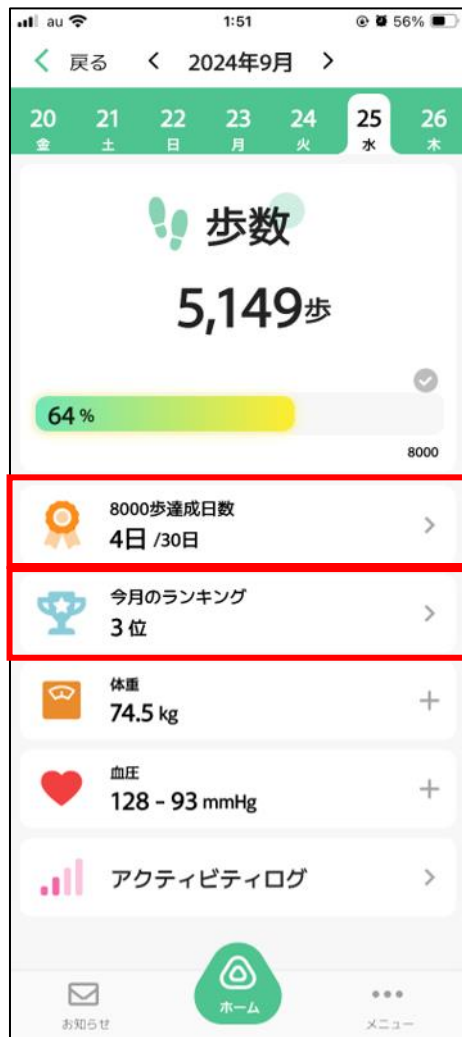 au 1:51 56%
戻る 2024年9月
20 21 22 23 24 25 26
金 土 日 月 火 水 木
歩数
5,149歩
64 %
8000
8000歩達成日数
4日 /30日
今月のランキング
3 位
体重
74.5 kg
血圧
128 – 93 mmHg
アクティビティログ
お知らせ ホーム メニュー